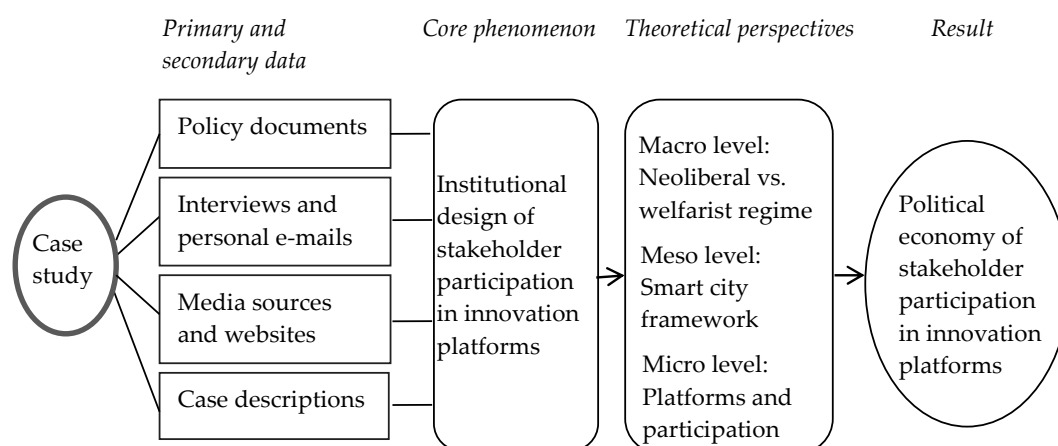 Primary and
secondary data
Core phenomenon
Theoretical perspectives
Result
Case
study
Policy documents
Interviews and
personal e-mails
Media sources
and websites
Case descriptions
Institutional
design of
stakeholder
participation
in innovation
platforms
Macro level:
Neoliberal vs.
welfarist regime
Meso level:
Smart city
framework
Micro level:
Platforms and
participation
Political
economy of
stakeholder
participation
in innovation
platforms